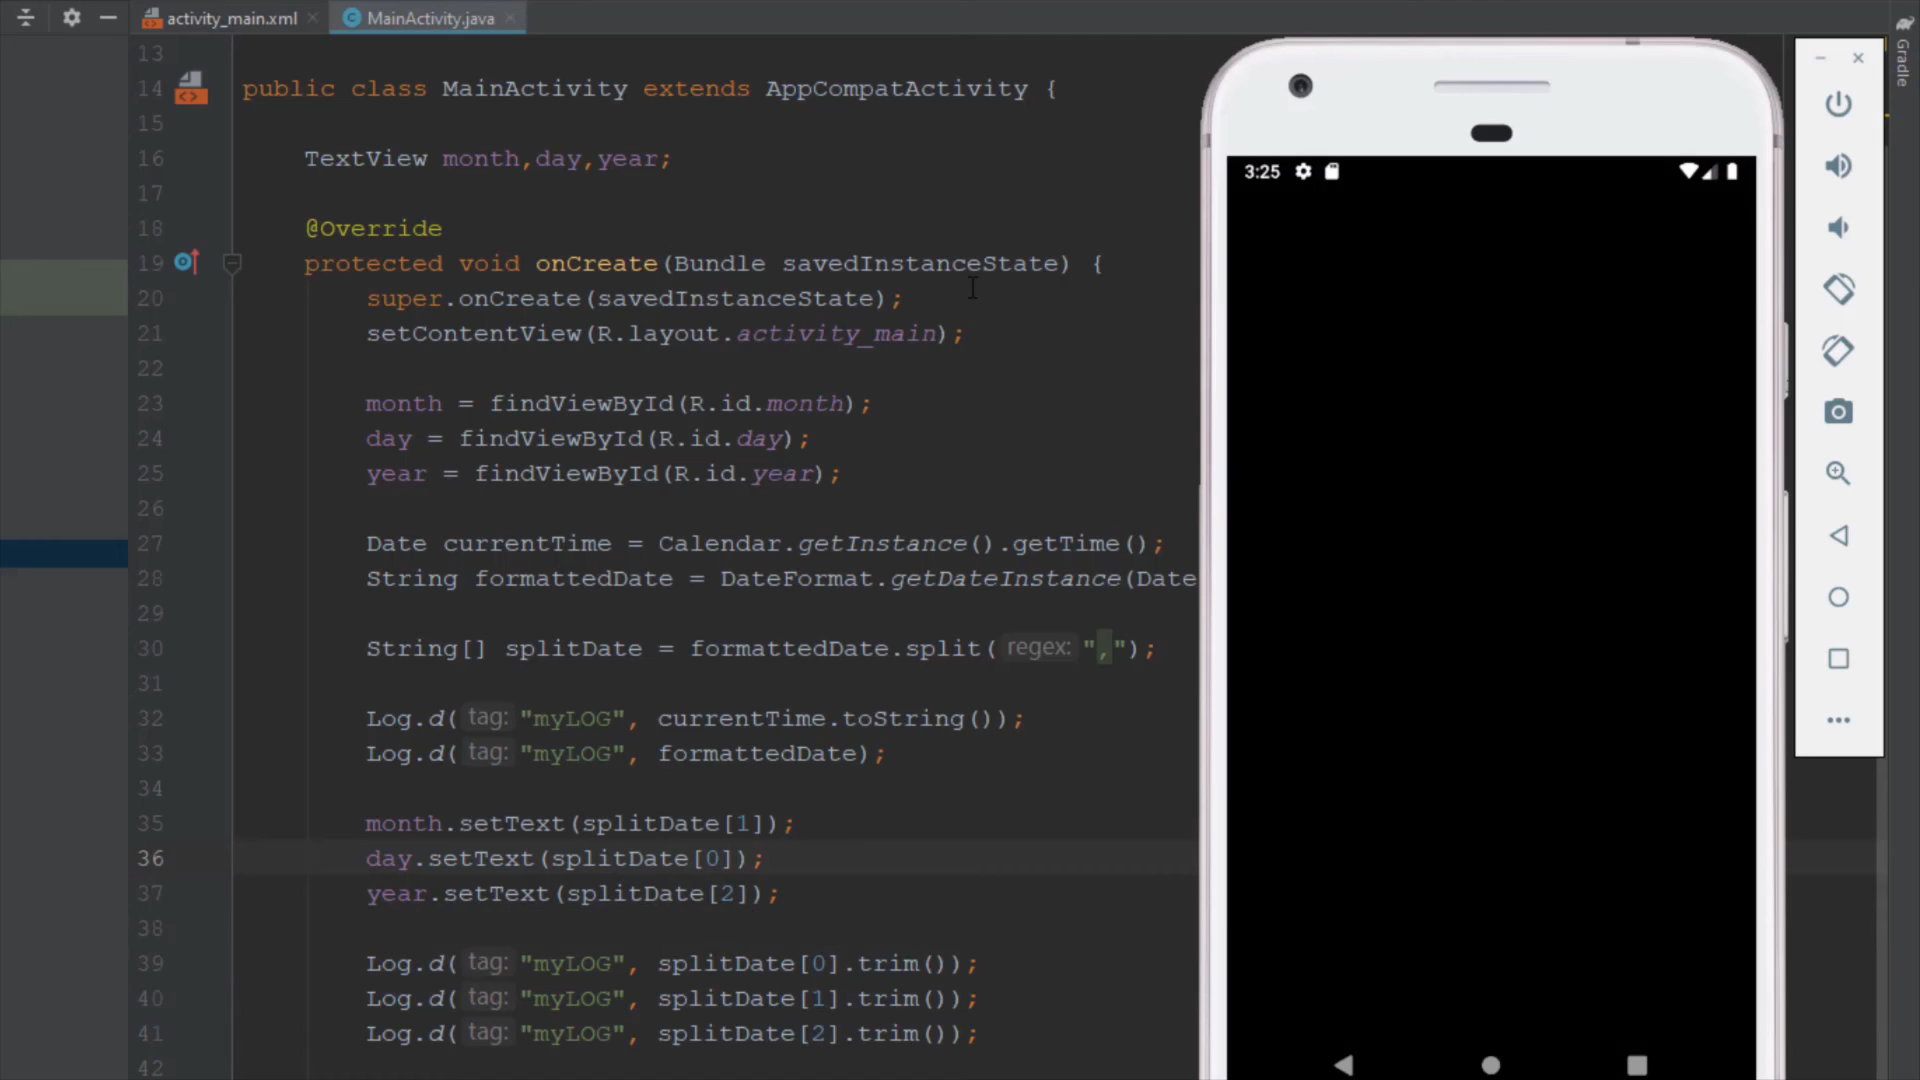 activity_main.xml
MainActivity.java
13
14 public class MainActivity extends AppCompatActivity {
15
16 TextView month,day,year;
17
18 @Override
19 protected void onCreate(Bundle savedInstanceState) {
20 super.onCreate(savedInstanceState);
21 setContentView(R.layout.activity_main);
22
23 month = findViewById(R.id.month);
24 day = findViewById(R.id.day);
25 year = findViewById(R.id.year);
26
27 Date currentTime = Calendar.getInstance().getTime();
28 String formattedDate = DateFormat.getDateInstance(Date
29
30 String[] splitDate = formattedDate.split( regex: ",");
31
32 Log.d( tag: "myLOG", currentTime.toString());
33 Log.d( tag: "myLOG", formattedDate);
34
35 month.setText(splitDate[1]);
36 day.setText(splitDate[0]);
37 year.setText(splitDate[2]);
38
39 Log.d( tag: "myLOG", splitDate[0].trim());
40 Log.d( tag: "myLOG", splitDate[1].trim());
41 Log.d( tag: "myLOG", splitDate[2].trim());
42
3:25
Gradle